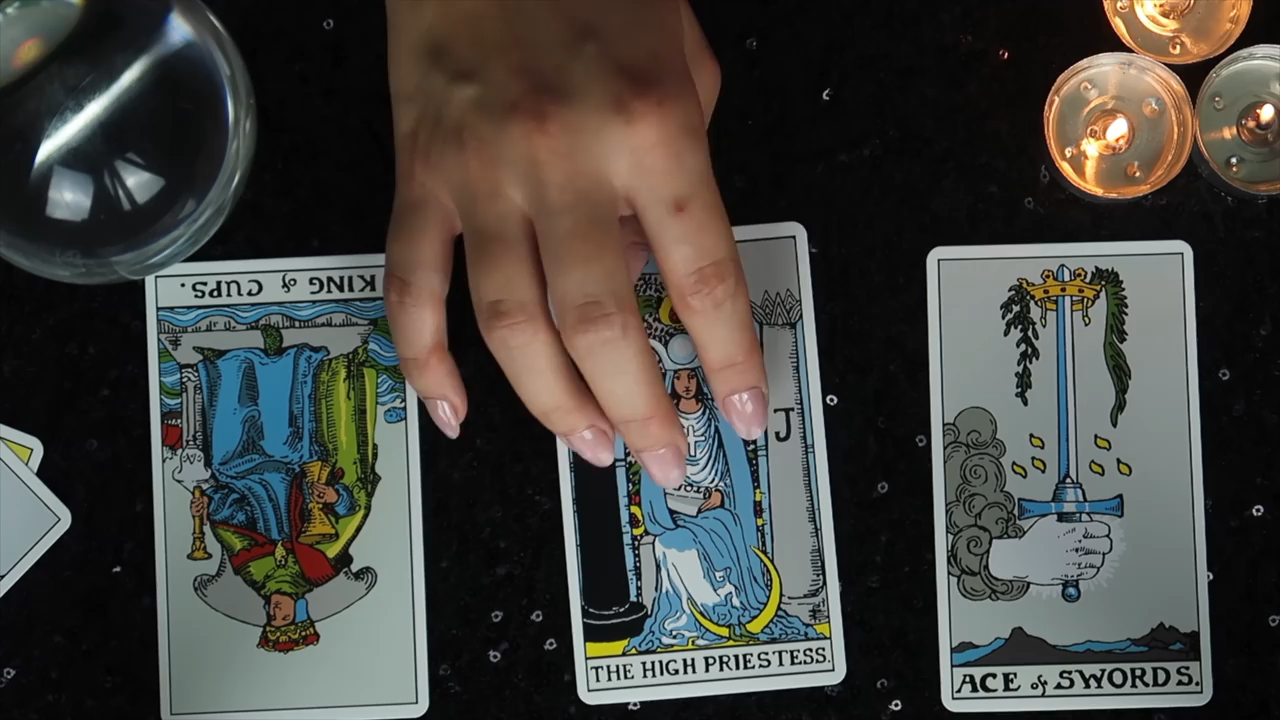 KING of CUPS.
J
THE HIGH PRIESTESS.
ACE of SWORDS.